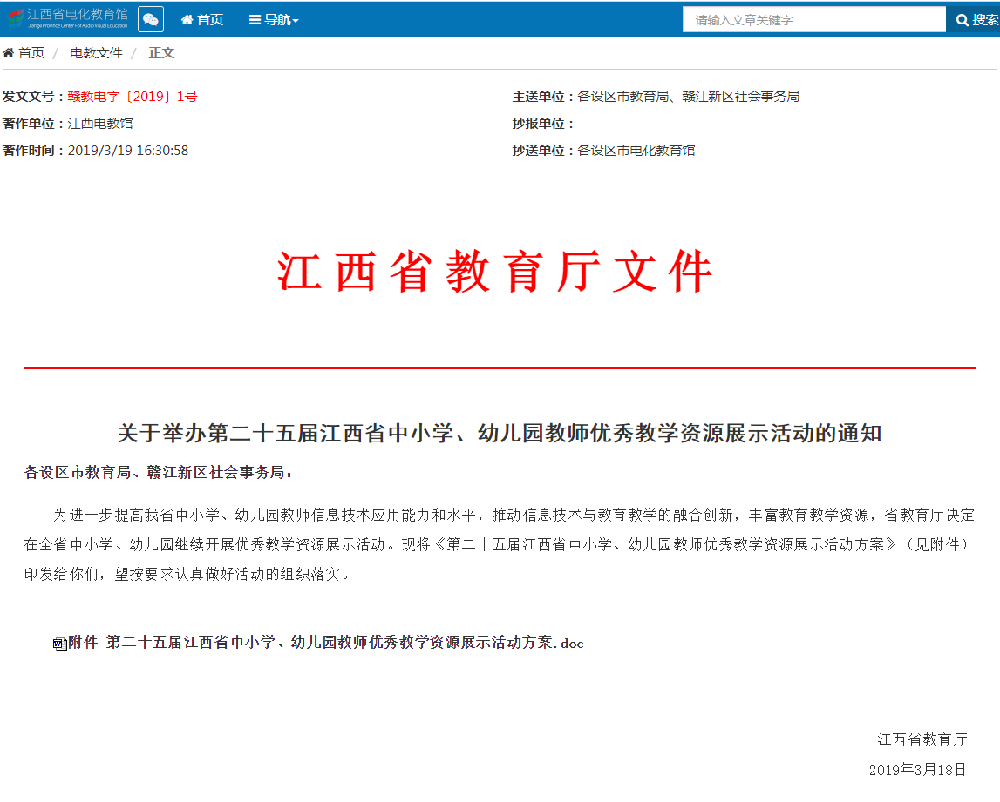 江西省电化教育馆
Jiangxi Province Center For Audio Visual Education
首页
导航
请输入文章关键字
搜索
首页 / 电教文件 / 正文
发文文号：赣教电字〔2019〕1号
主送单位：各设区市教育局、赣江新区社会事务局
著作单位：江西电教馆
抄报单位：
著作时间：2019/3/19 16:30:58
抄送单位：各设区市电化教育馆
江西省教育厅文件
关于举办第二十五届江西省中小学、幼儿园教师优秀教学资源展示活动的通知
各设区市教育局、赣江新区社会事务局：
为进一步提高我省中小学、幼儿园教师信息技术应用能力和水平，推动信息技术与教育教学的融合创新，丰富教育教学资源，省教育厅决定
在全省中小学、幼儿园继续开展优秀教学资源展示活动。现将《第二十五届江西省中小学、幼儿园教师优秀教学资源展示活动方案》（见附件）
印发给你们，望按要求认真做好活动的组织落实。
附件 第二十五届江西省中小学、幼儿园教师优秀教学资源展示活动方案.doc
江西省教育厅
2019年3月18日